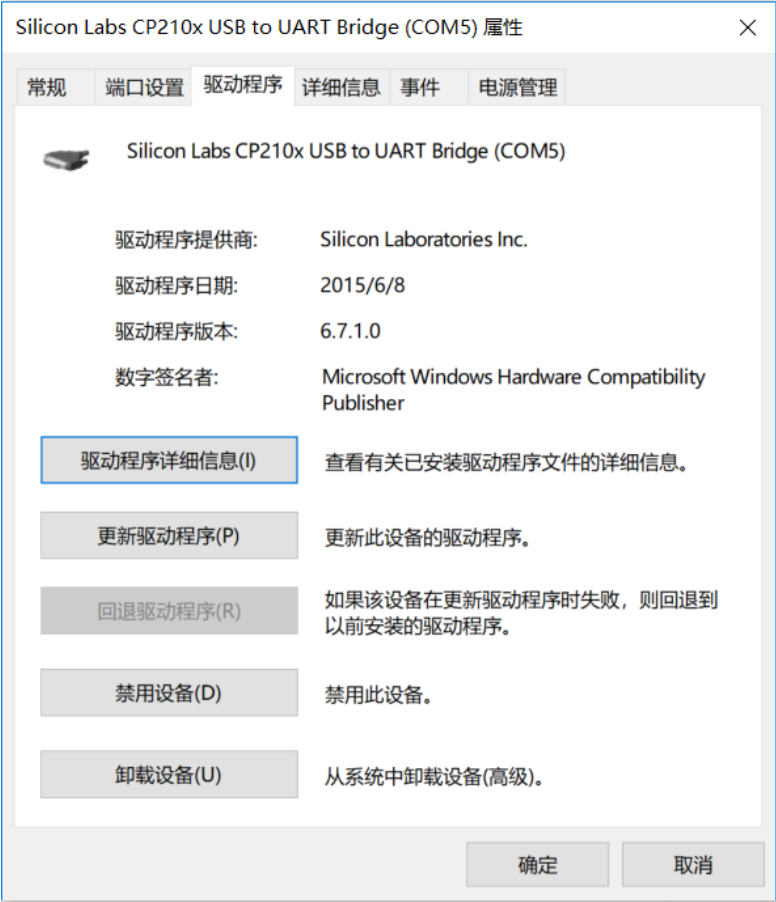 Silicon Labs CP210x USB to UART Bridge (COM5) 属性
常规 端口设置 驱动程序 详细信息 事件 电源管理
Silicon Labs CP210x USB to UART Bridge (COM5)
驱动程序提供商: Silicon Laboratories Inc.
驱动程序日期: 2015/6/8
驱动程序版本: 6.7.1.0
数字签名者: Microsoft Windows Hardware Compatibility
Publisher
驱动程序详细信息(I) 查看有关已安装驱动程序文件的详细信息。
更新驱动程序(P) 更新此设备的驱动程序。
回退驱动程序(R) 如果该设备在更新驱动程序时失败，则回退到
以前安装的驱动程序。
禁用设备(D) 禁用此设备。
卸载设备(U) 从系统中卸载设备(高级)。
确定 取消